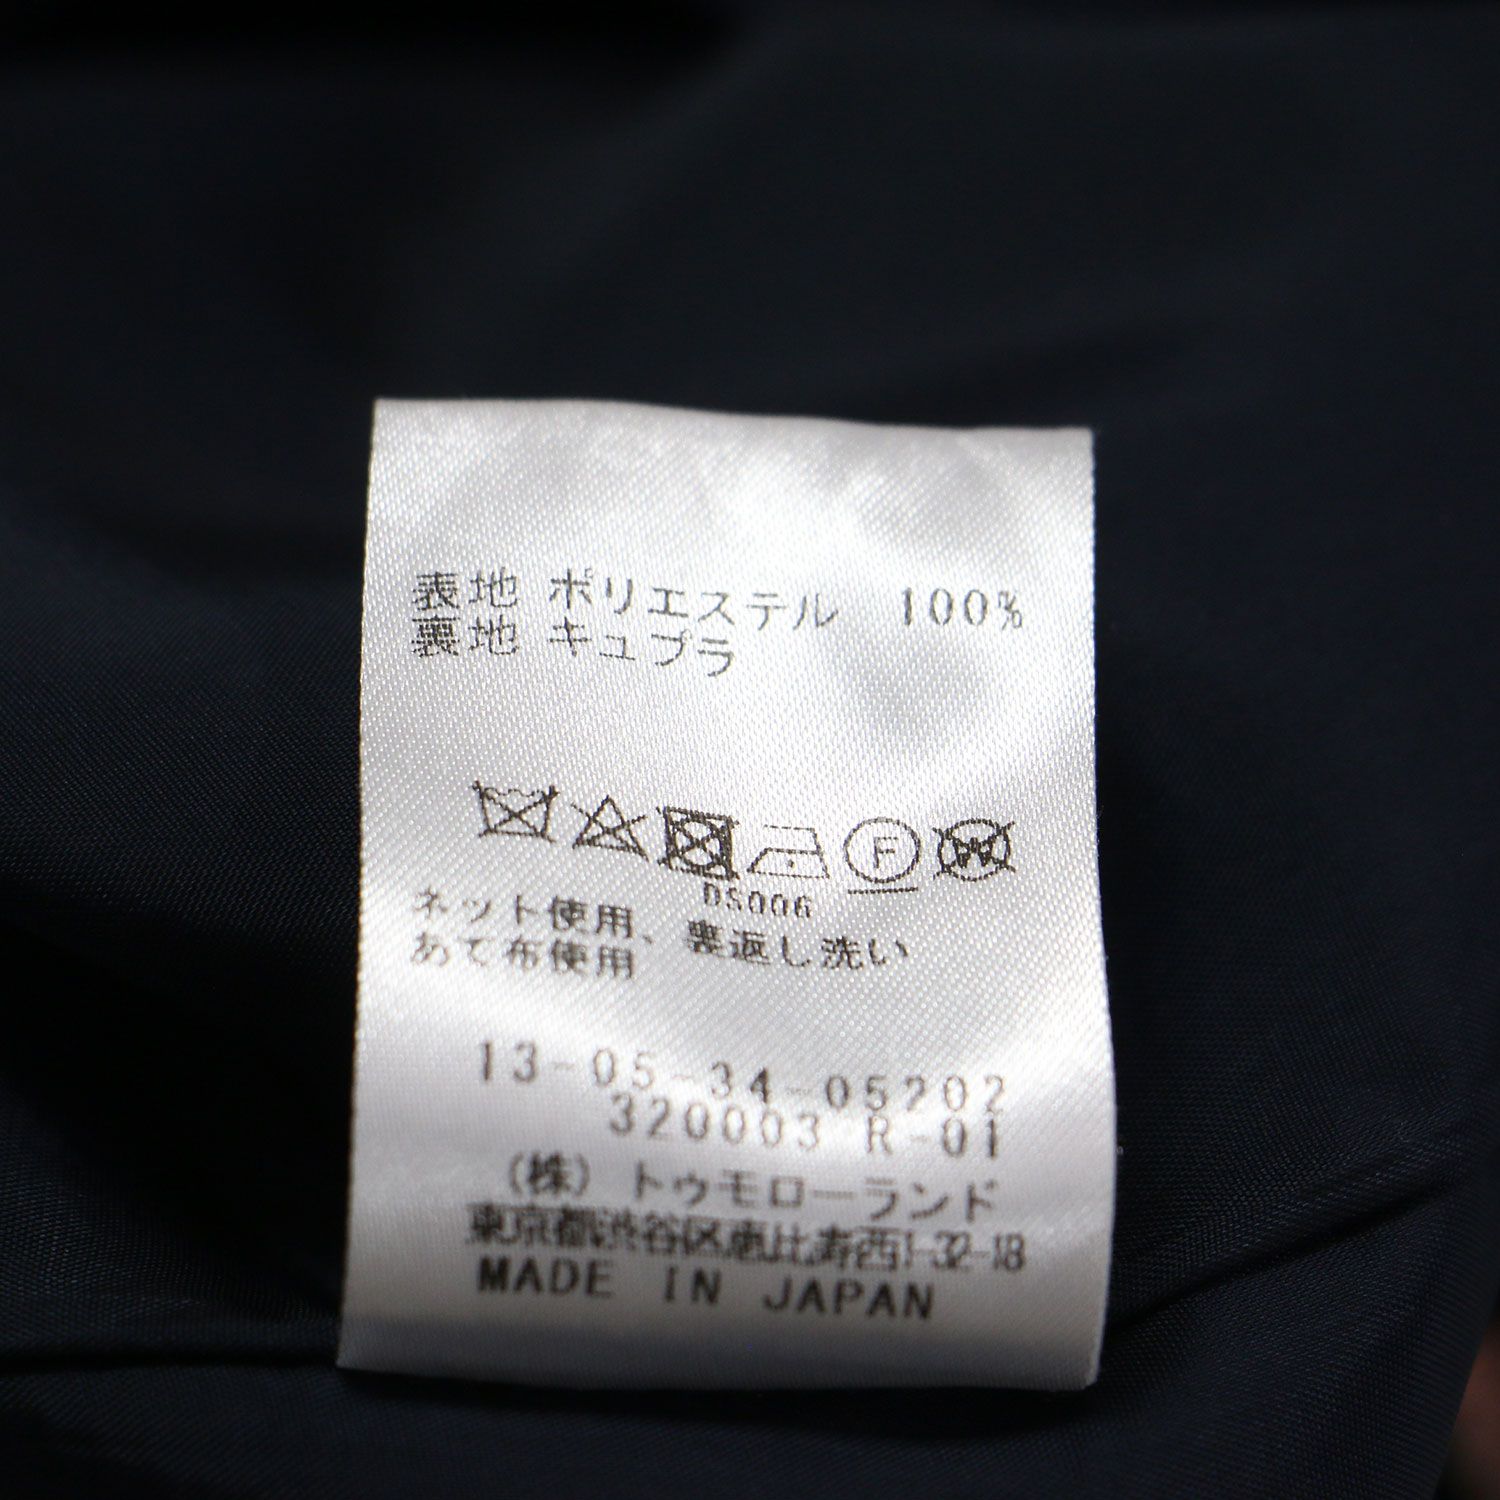 表地 ポリエステル 100%
裏地 キュプラ
F
W
DS006
ネット使用、裏返し洗い
あて布使用
13-05-34-05202
320003 R-01
(株) トゥモローランド
東京都渋谷区恵比寿西1-32-18
MADE IN JAPAN